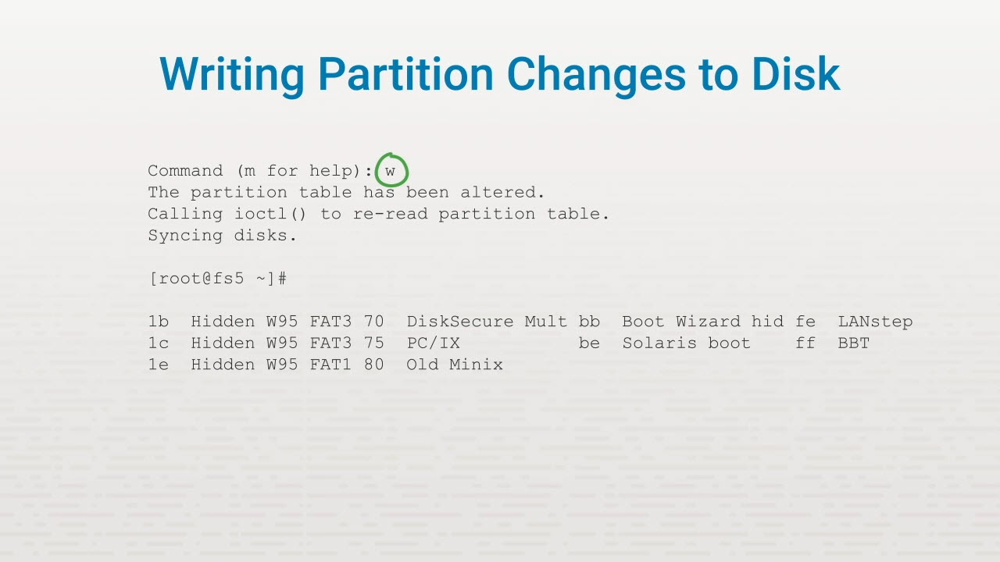 Writing Partition Changes to Disk
Command (m for help): w
The partition table has been altered.
Calling ioctl() to re-read partition table.
Syncing disks.
[root@fs5 ~]#
1b  Hidden W95 FAT3 70  DiskSecure Mult bb  Boot Wizard hid fe  LANstep
1c  Hidden W95 FAT3 75  PC/IX           be  Solaris boot    ff  BBT
1e  Hidden W95 FAT1 80  Old Minix